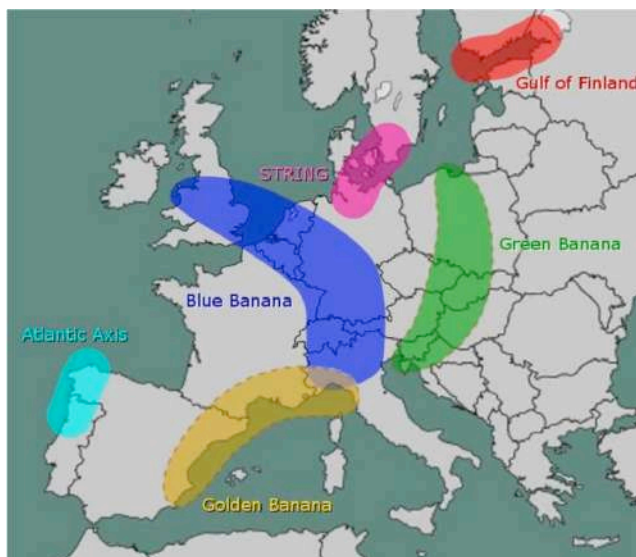 Gulf of Finland
STRING
Green Banana
Blue Banana
Atlantic Axis
Golden Banana